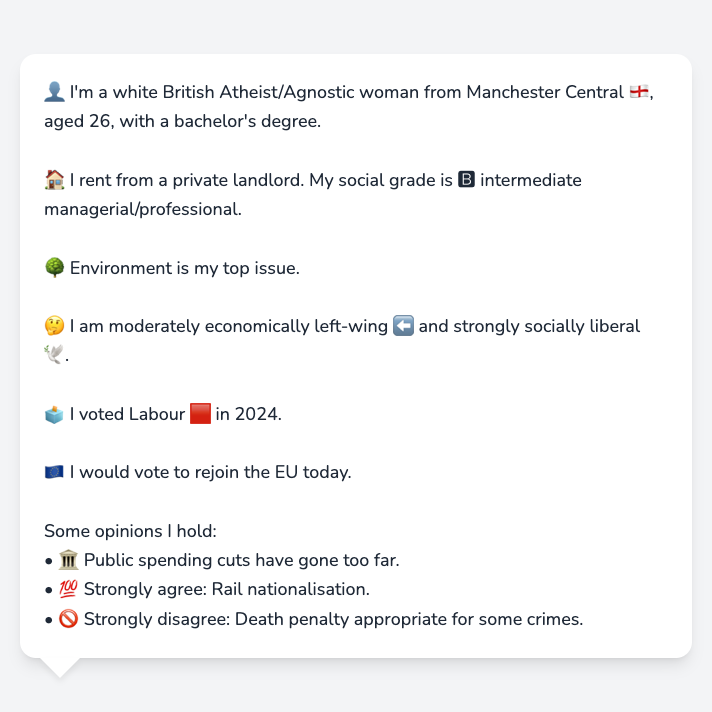 👤 I'm a white British Atheist/Agnostic woman from Manchester Central 🏴󠁧󠁢󠁥󠁮󠁧󠁿,
aged 26, with a bachelor's degree.
🏠 I rent from a private landlord. My social grade is 🅱 intermediate
managerial/professional.
🌳 Environment is my top issue.
🤔 I am moderately economically left-wing ⬅️ and strongly socially liberal
🕊️.
🗳️ I voted Labour 🟥 in 2024.
🇪🇺 I would vote to rejoin the EU today.
Some opinions I hold:
• 🏛️ Public spending cuts have gone too far.
• 💯 Strongly agree: Rail nationalisation.
• 🚫 Strongly disagree: Death penalty appropriate for some crimes.